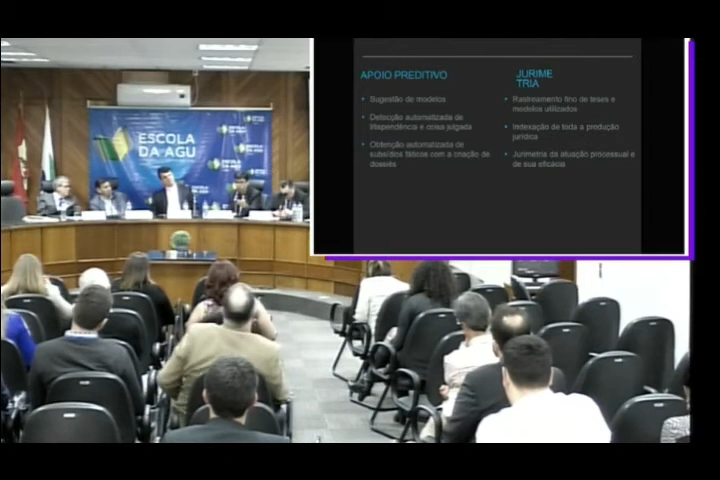 ESCOLA
DA AGU
APOIO PREDITIVO
• Sugestão de modelos
• Detecção automatizada de
litispendência e coisa julgada
• Obtenção automatizada de
subsídios fáticos com a criação de
dossiês
JURIME
TRIA
• Rastreamento fino de teses e
modelos utilizados
• Indexação de toda a produção
jurídica
• Jurimetria da atuação processual e
de sua eficácia